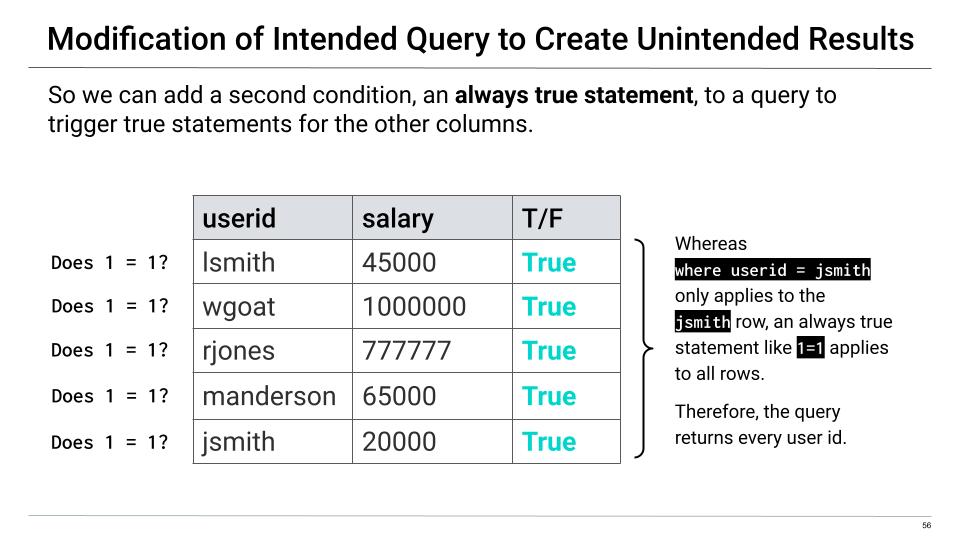 Modification of Intended Query to Create Unintended Results
So we can add a second condition, an always true statement, to a query to
trigger true statements for the other columns.
userid salary T/F
Does 1 = 1? lsmith 45000 True
Does 1 = 1? wgoat 1000000 True
Does 1 = 1? rjones 777777 True
Does 1 = 1? manderson 65000 True
Does 1 = 1? jsmith 20000 True
Whereas
where userid = jsmith
only applies to the
jsmith row, an always true
statement like 1=1 applies
to all rows.
Therefore, the query
returns every user id.
56